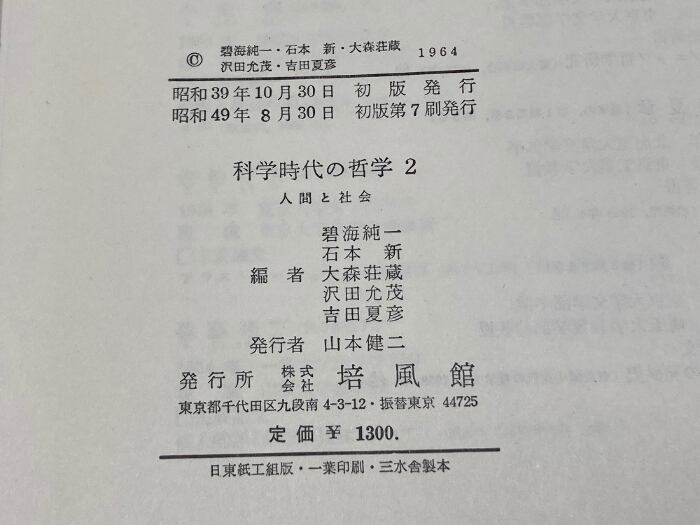 © 碧海純一・石本 新・大森荘蔵 1964
沢田允茂・吉田夏彦
昭和39年10月30日 初版発行
昭和49年8月30日 初版第7刷発行
科学時代の哲学 2
人間と社会
碧海純一
石本 新
編者 大森荘蔵
沢田允茂
吉田夏彦
発行者 山本健二
発行所 株式会社 培風館
東京都千代田区九段南4-3-12・振替東京 44725
定価 ¥ 1300.
日東紙工組版・一葉印刷・三水舎製本